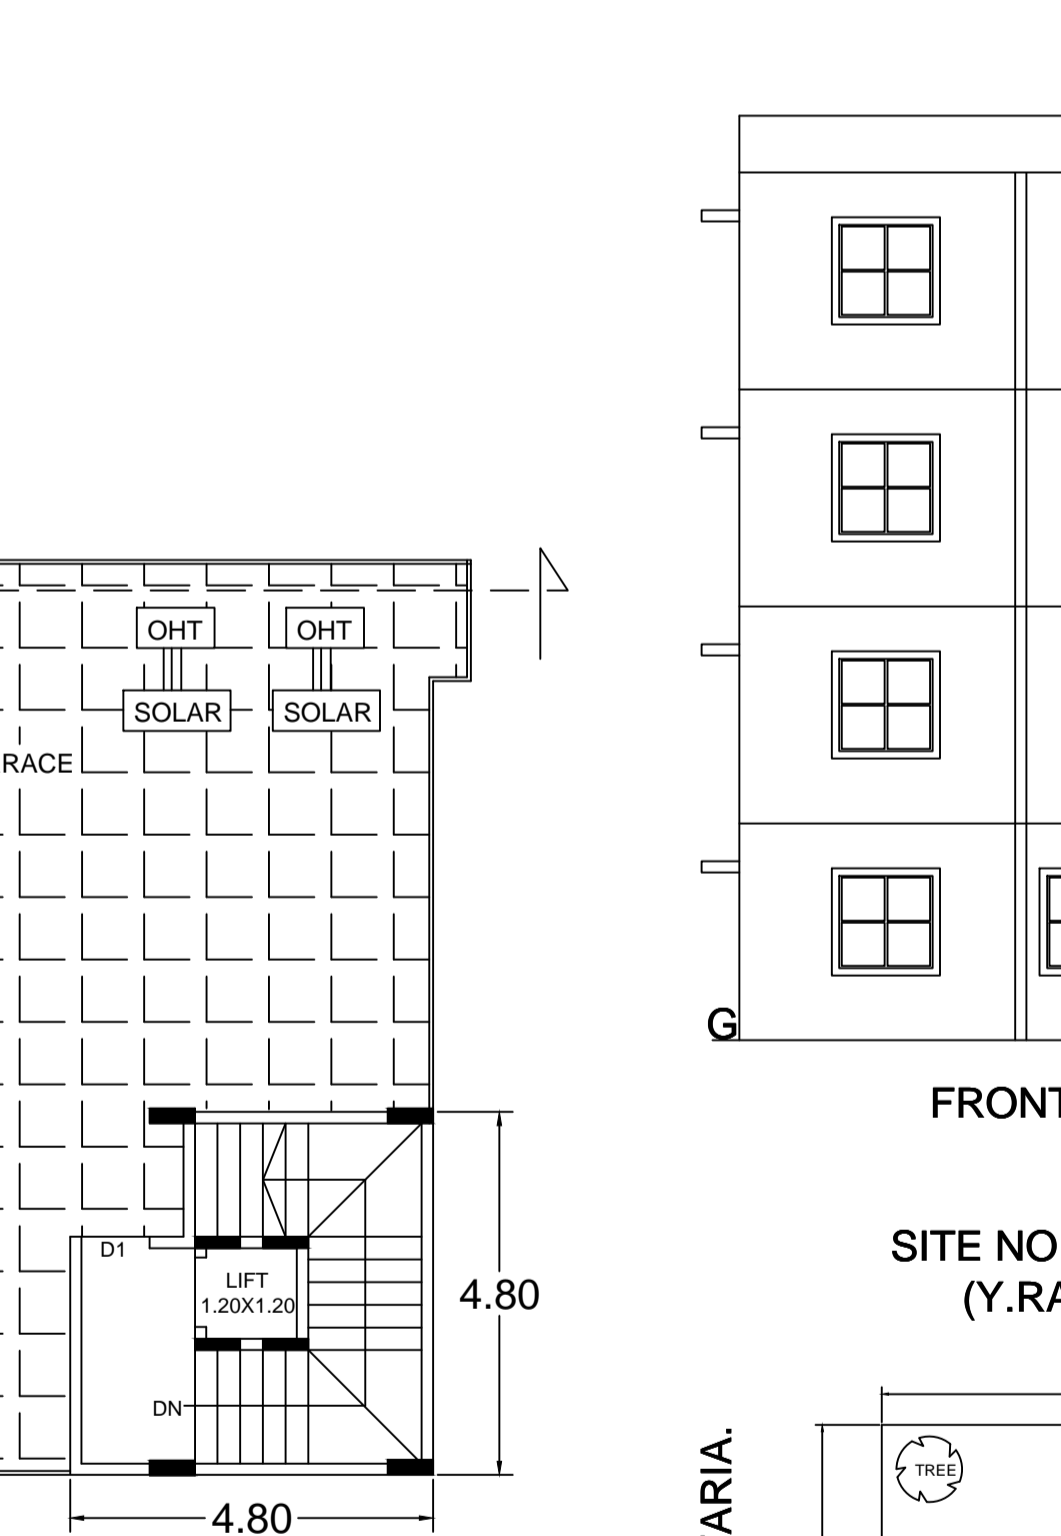 OHT
OHT
SOLAR
SOLAR
RACE
G
FRONT
D1
SITE NO
LIFT
1.20X1.20
4.80
(Y.RA
DN
ARIA.
TREE
4.80